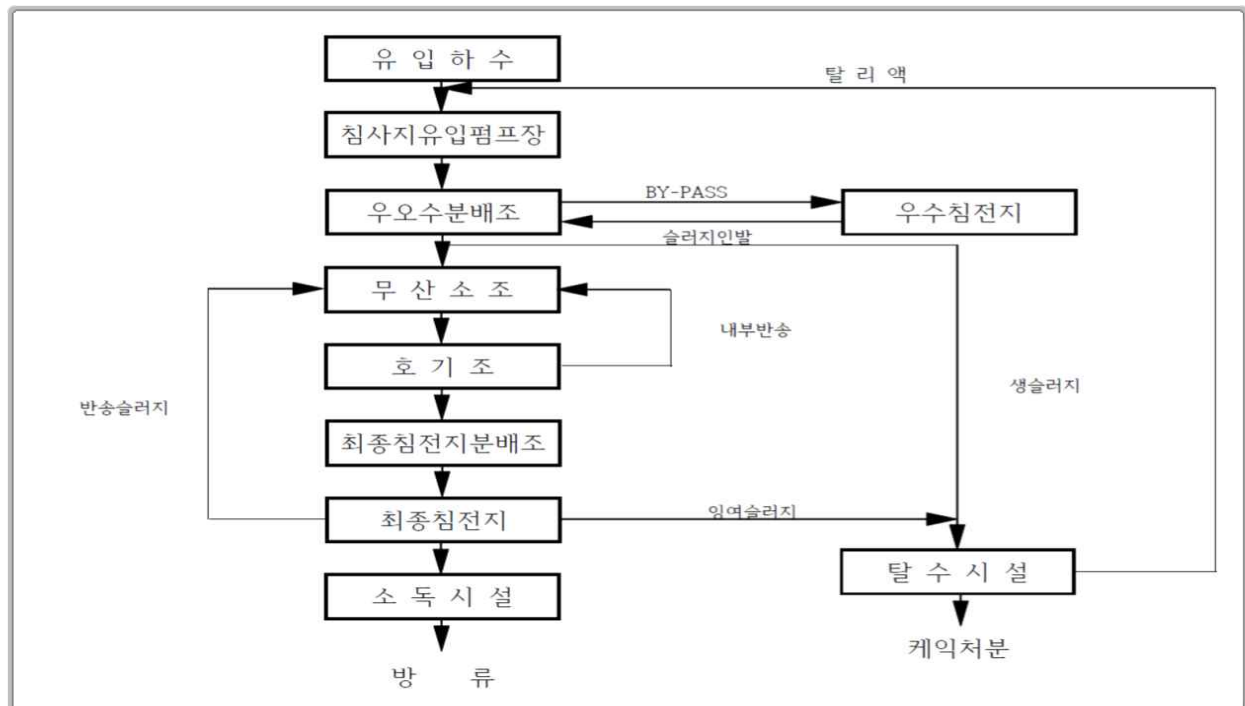 유 입 하 수
탈 리 액
침사지유입펌프장
BY-PASS
우오수분배조
우수침전지
슬러지인발
무 산 소 조
내부반송
호 기 조
생슬러지
반송슬러지
최종침전지분배조
최종침전지
잉여슬러지
탈 수 시 설
소 독 시 설
케익처분
방 류